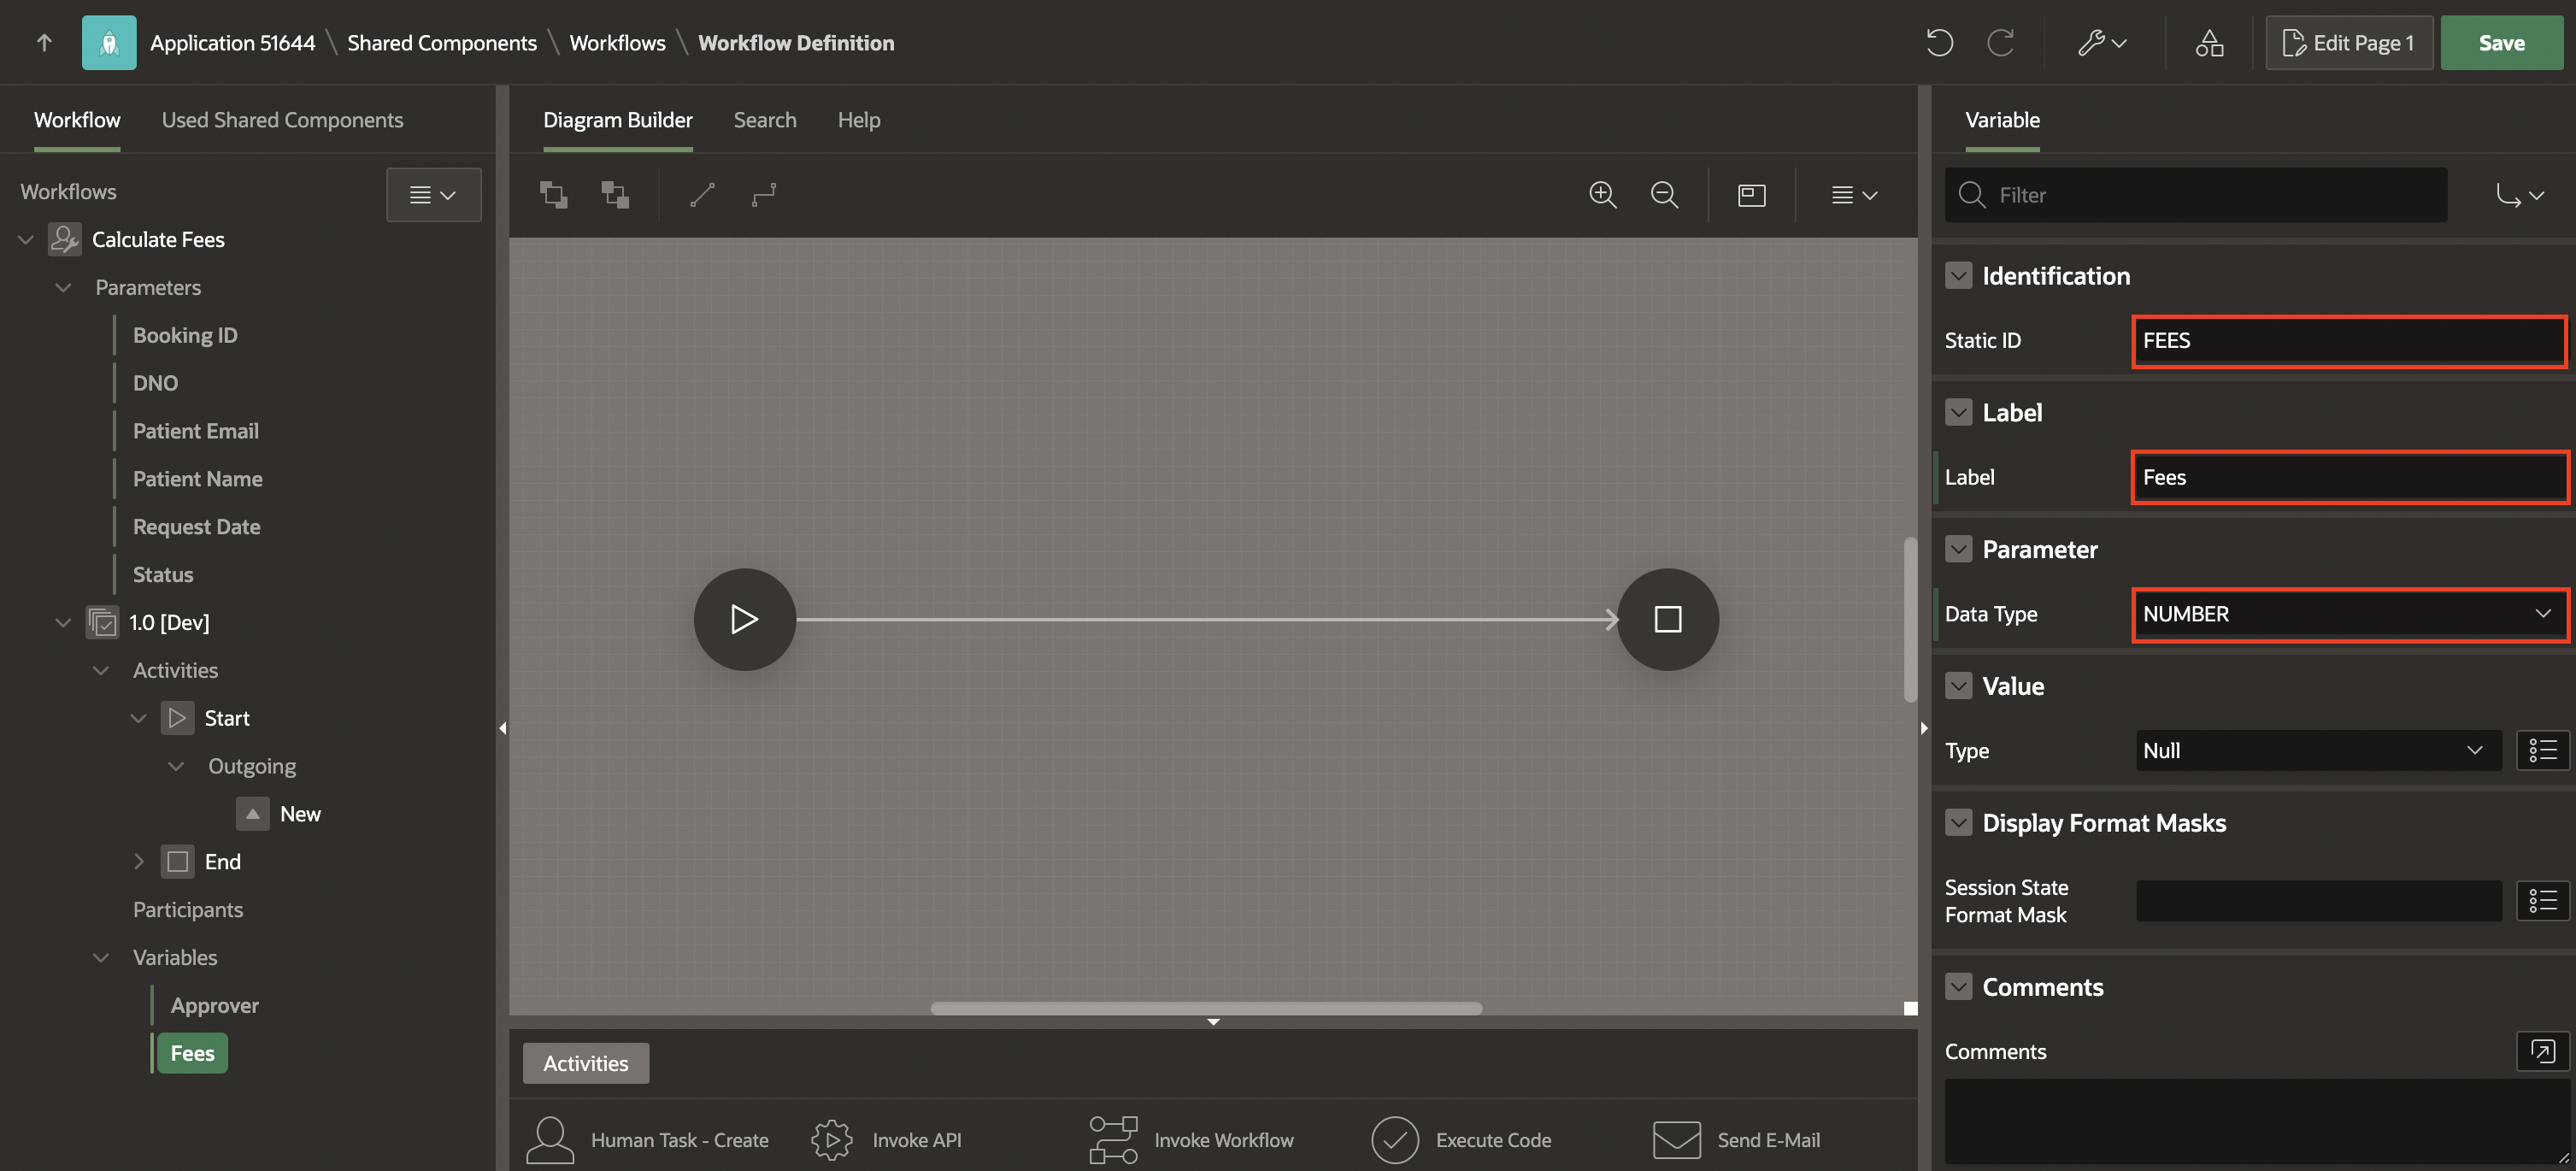 Application 51644 \ Shared Components \ Workflows \ Workflow Definition
Edit Page 1
Save
Workflow
Used Shared Components
Workflows
Calculate Fees
Parameters
Booking ID
DNO
Patient Email
Patient Name
Request Date
Status
1.0 [Dev]
Activities
Start
Outgoing
New
End
Participants
Variables
Approver
Fees
Diagram Builder
Search
Help
Activities
Human Task - Create
Invoke API
Invoke Workflow
Execute Code
Send E-Mail
Variable
Filter
Identification
Static ID
FEES
Label
Label
Fees
Parameter
Data Type
NUMBER
Value
Type
Null
Display Format Masks
Session State
Format Mask
Comments
Comments